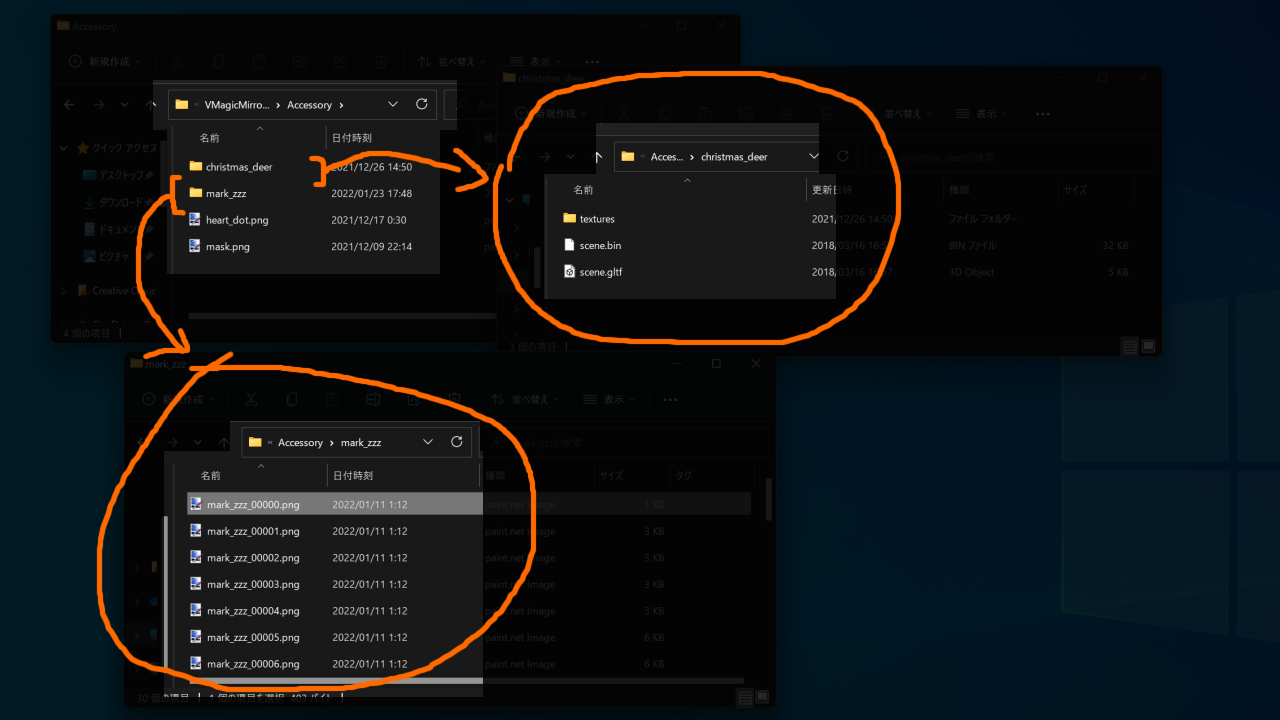 Accessory
新規作成
並べ替え
表示
VMagicMirro...
Accessory
名前
日付時刻
クイック アクセス
christmas_deer
2021/12/26 14:50
デスクトップ
mark_zzz
2022/01/23 17:48
ダウンロード
heart_dot.png
2021/12/17 0:30
ドキュメン
mask.png
2021/12/09 22:14
ピクチャ
Creative Cloud
4 個の項目
christmas_deer
新規作成
並べ替え
表示
Acces...
christmas_deer
christmas_deerの検索
名前
更新日時
種類
サイズ
textures
2021/12/26 14:50
ファイル フォルダー
scene.bin
BIN ファイル
32 KB
scene.gltf
3D Object
5 KB
3 個の項目
mark_zzz
並べ替え
表示
Accessory
mark_zzz
mark_zzzの検索
名前
日付時刻
種類
サイズ
タグ
mark_zzz_00000.png
2022/01/11 1:12
paint.net Image
1 KB
mark_zzz_00001.png
2022/01/11 1:12
paint.net Image
3 KB
mark_zzz_00002.png
2022/01/11 1:12
paint.net Image
3 KB
mark_zzz_00003.png
2022/01/11 1:12
paint.net Image
3 KB
mark_zzz_00004.png
2022/01/11 1:12
paint.net Image
3 KB
mark_zzz_00005.png
2022/01/11 1:12
paint.net Image
6 KB
mark_zzz_00006.png
2022/01/11 1:12
paint.net Image
6 KB
30 個の項目
1 個の項目を選択 403 バイト